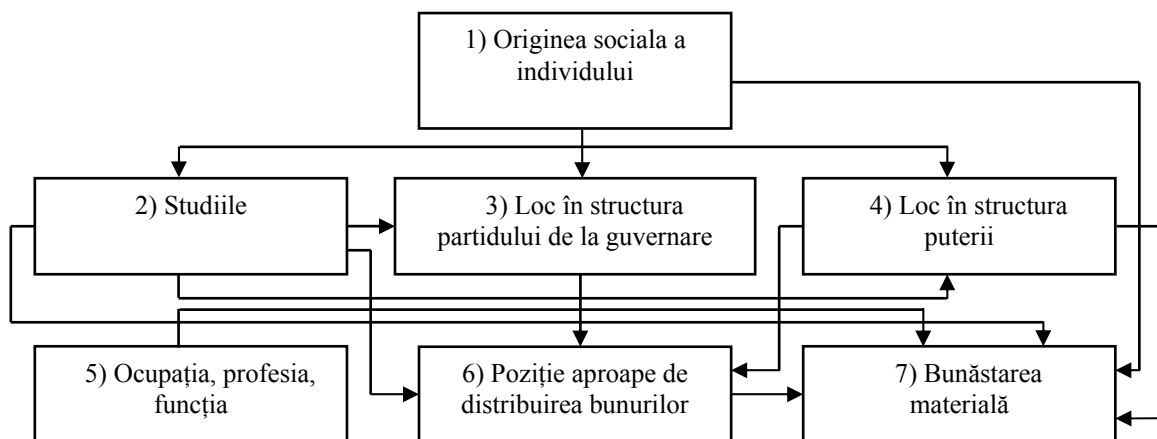 1) Originea sociala a
individului
2) Studiile
3) Loc în structura
partidului de la guvernare
4) Loc în structura
puterii
5) Ocupația, profesia,
funcția
6) Poziție aproape de
distribuirea bunurilor
7) Bunăstarea
materială